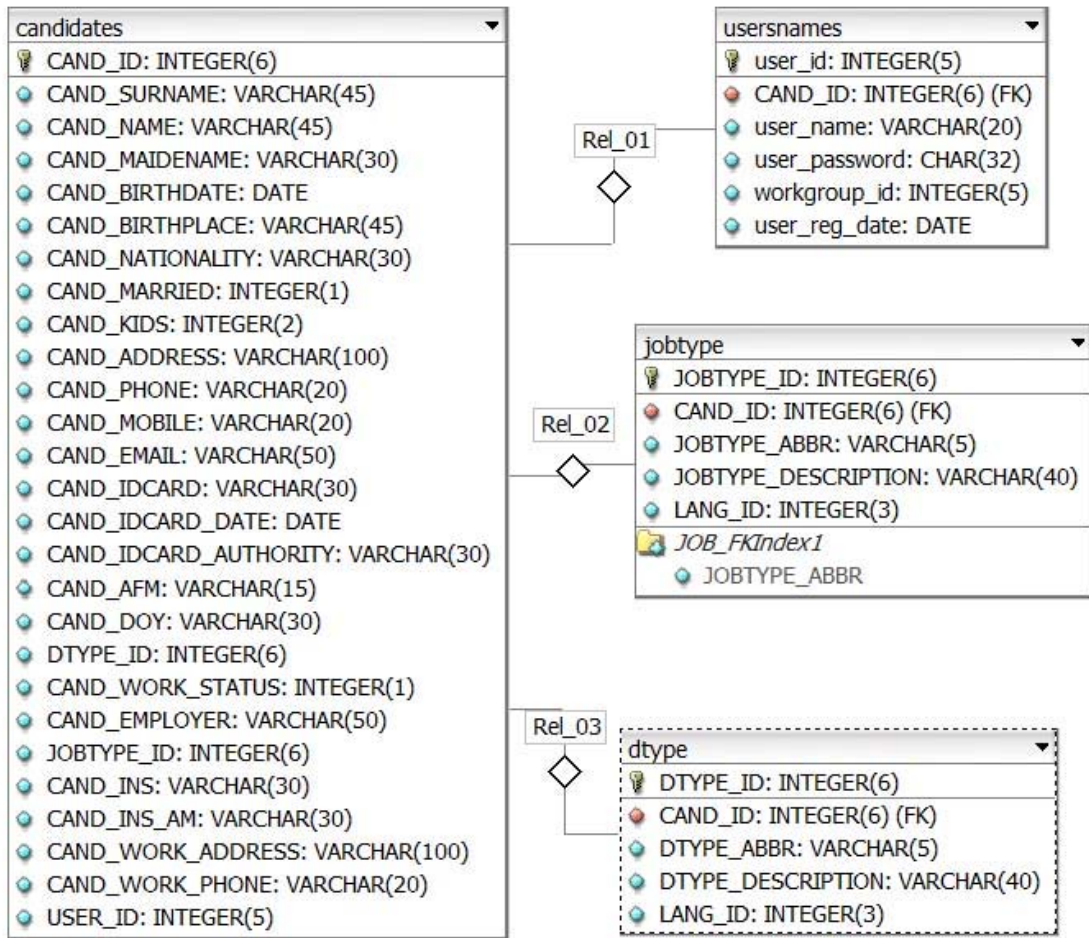 candidates
CAND_ID: INTEGER(6)
CAND_SURNAME: VARCHAR(45)
CAND_NAME: VARCHAR(45)
CAND_MAIDENAME: VARCHAR(30)
CAND_BIRTHDATE: DATE
CAND_BIRTHPLACE: VARCHAR(45)
CAND_NATIONALITY: VARCHAR(30)
CAND_MARRIED: INTEGER(1)
CAND_KIDS: INTEGER(2)
CAND_ADDRESS: VARCHAR(100)
CAND_PHONE: VARCHAR(20)
CAND_MOBILE: VARCHAR(20)
CAND_EMAIL: VARCHAR(50)
CAND_IDCARD: VARCHAR(30)
CAND_IDCARD_DATE: DATE
CAND_IDCARD_AUTHORITY: VARCHAR(30)
CAND_AFM: VARCHAR(15)
CAND_DOY: VARCHAR(30)
DTYPE_ID: INTEGER(6)
CAND_WORK_STATUS: INTEGER(1)
CAND_EMPLOYER: VARCHAR(50)
JOBTYPE_ID: INTEGER(6)
CAND_INS: VARCHAR(30)
CAND_INS_AM: VARCHAR(30)
CAND_WORK_ADDRESS: VARCHAR(100)
CAND_WORK_PHONE: VARCHAR(20)
USER_ID: INTEGER(5)
Rel_01
usersnames
user_id: INTEGER(5)
CAND_ID: INTEGER(6) (FK)
user_name: VARCHAR(20)
user_password: CHAR(32)
workgroup_id: INTEGER(5)
user_reg_date: DATE
Rel_02
jobtype
JOBTYPE_ID: INTEGER(6)
CAND_ID: INTEGER(6) (FK)
JOBTYPE_ABBR: VARCHAR(5)
JOBTYPE_DESCRIPTION: VARCHAR(40)
LANG_ID: INTEGER(3)
JOB_FKIndex1
JOBTYPE_ABBR
Rel_03
dtype
DTYPE_ID: INTEGER(6)
CAND_ID: INTEGER(6) (FK)
DTYPE_ABBR: VARCHAR(5)
DTYPE_DESCRIPTION: VARCHAR(40)
LANG_ID: INTEGER(3)